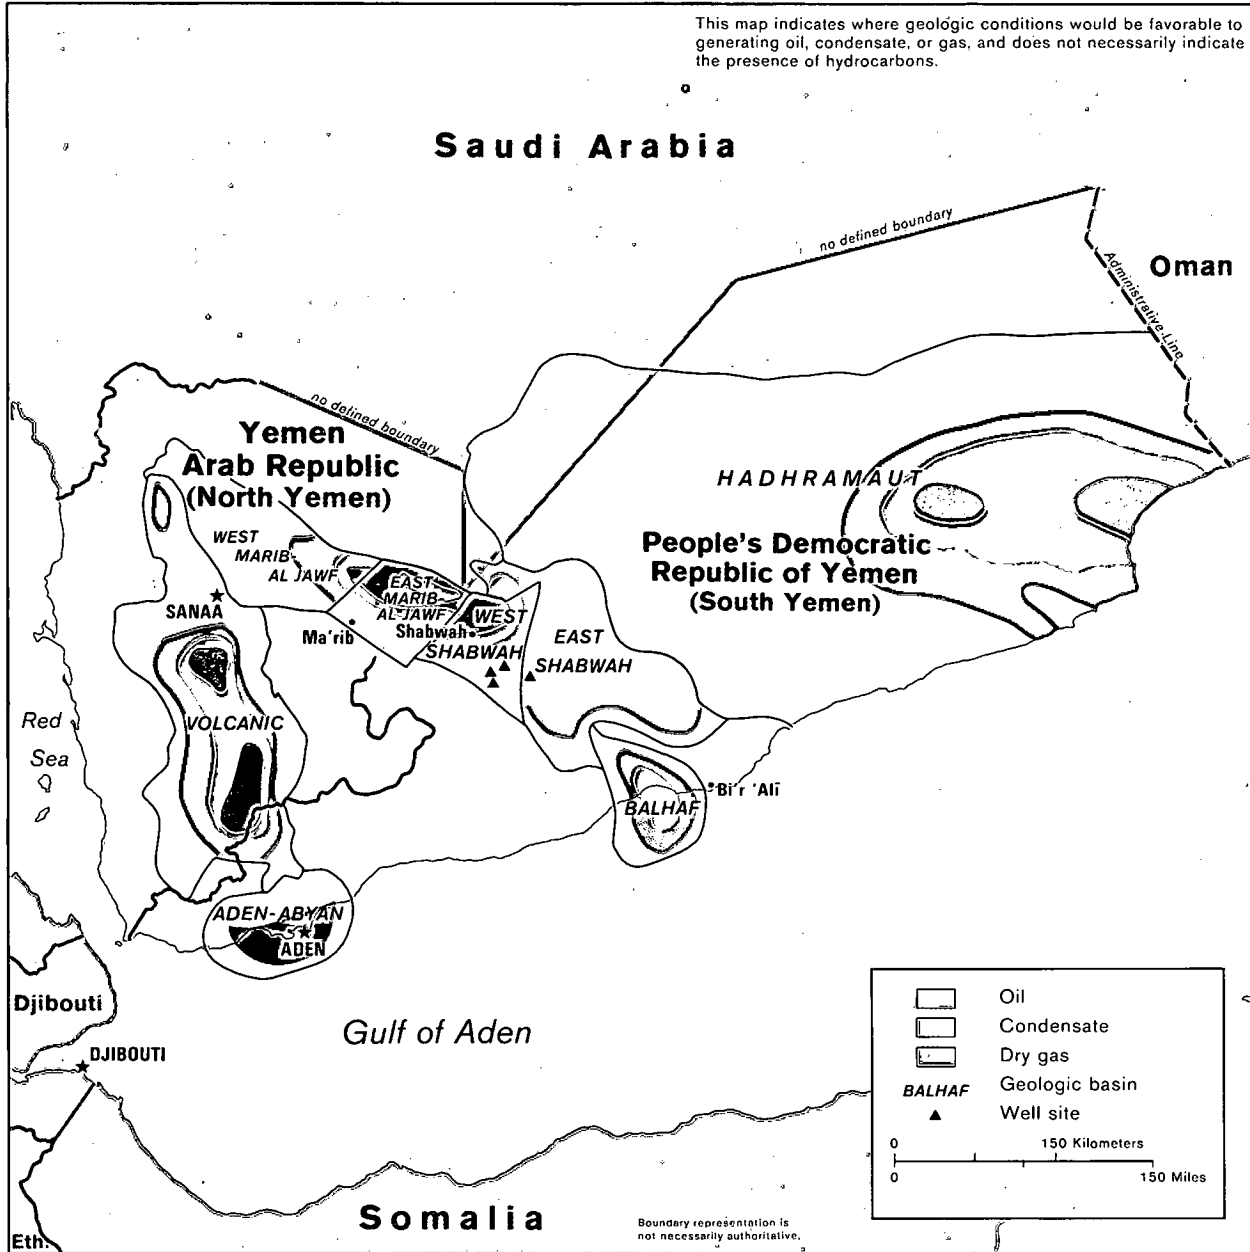 This map indicates where geologic conditions would be favorable to
generating oil, condensate, or gas, and does not necessarily indicate
the presence of hydrocarbons.
Saudi Arabia
no defined boundary
Oman
Administrative Line
no defined boundary
Yemen
Arab Republic
(North Yemen)
HADHRAMAUT
People's Democratic
Republic of Yemen
(South Yemen)
WEST
MARIB
AL JAWF
EAST
MARIB-
AL-JAWF
SANAA
Ma'rib
Shabwah
WEST
SHABWAH
EAST
SHABWAH
Red
Sea
VOLCANIC
BALHAF
Bi'r 'Alī
ADEN-ABYAN
ADEN
Djibouti
DJIBOUTI
Gulf of Aden
Somalia
Eth.
Boundary representation is
not necessarily authoritative.
Oil
Condensate
Dry gas
BALHAF Geologic basin
Well site
0 150 Kilometers
0 150 Miles